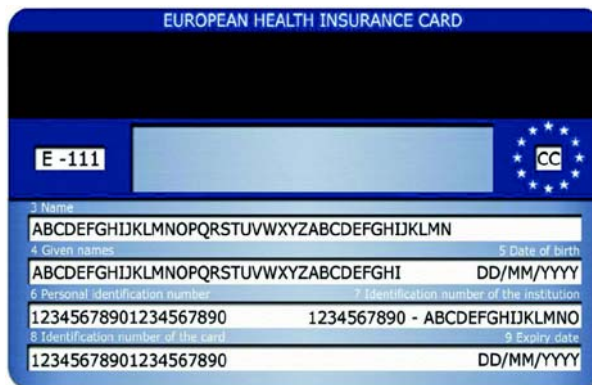 EUROPEAN HEALTH INSURANCE CARD
E -111
CC
3 Name
ABCDEFGHIJKLMNOPQRSTUVWXYZABCDEFGHIJKLMN
4 Given names 5 Date of birth
ABCDEFGHIJKLMNOPQRSTUVWXYZABCDEFGHI DD/MM/YYYY
6 Personal identification number 7 Identification number of the institution
12345678901234567890 1234567890 - ABCDEFGHIJKLMNO
8 Identification number of the card 9 Expiry date
12345678901234567890 DD/MM/YYYY